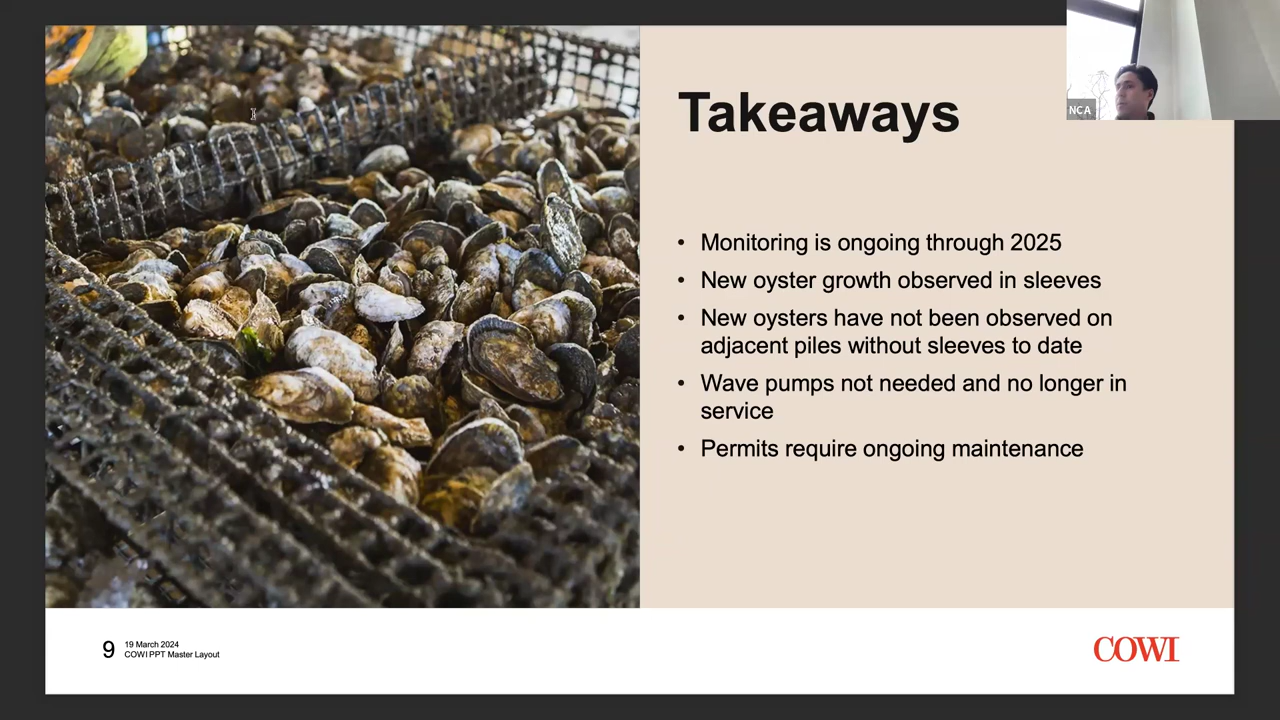 NCA
Takeaways
• Monitoring is ongoing through 2025
• New oyster growth observed in sleeves
• New oysters have not been observed on
adjacent piles without sleeves to date
• Wave pumps not needed and no longer in
service
• Permits require ongoing maintenance
9
19 March 2024
COWI PPT Master Layout
COWI